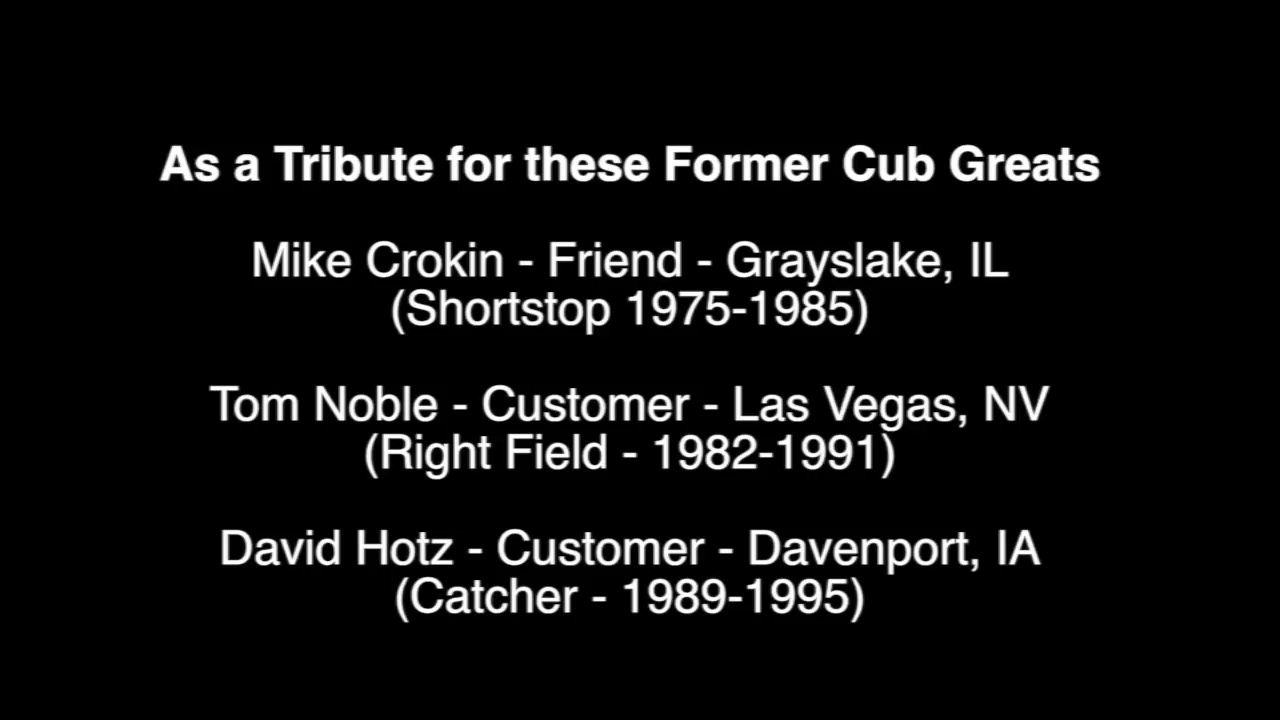 As a Tribute for these Former Cub Greats
Mike Crokin - Friend - Grayslake, IL
(Shortstop 1975-1985)
Tom Noble - Customer - Las Vegas, NV
(Right Field - 1982-1991)
David Hotz - Customer - Davenport, IA
(Catcher - 1989-1995)